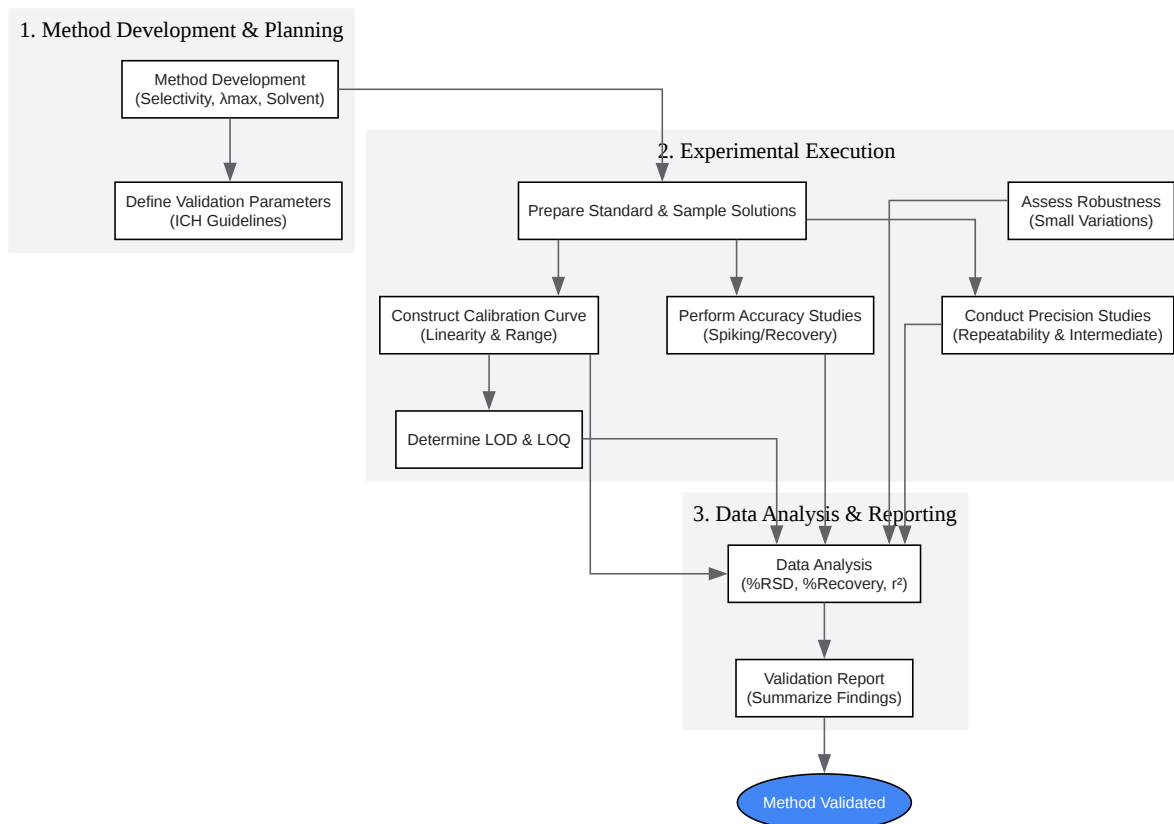 1. Method Development & Planning
Method Development
(Selectivity, λmax, Solvent)
Define Validation Parameters
(ICH Guidelines)
2. Experimental Execution
Prepare Standard & Sample Solutions
Assess Robustness
(Small Variations)
Construct Calibration Curve
(Linearity & Range)
Perform Accuracy Studies
(Spiking/Recovery)
Conduct Precision Studies
(Repeatability & Intermediate)
Determine LOD & LOQ
3. Data Analysis & Reporting
Data Analysis
(%RSD, %Recovery, r²)
Validation Report
(Summarize Findings)
Method Validated